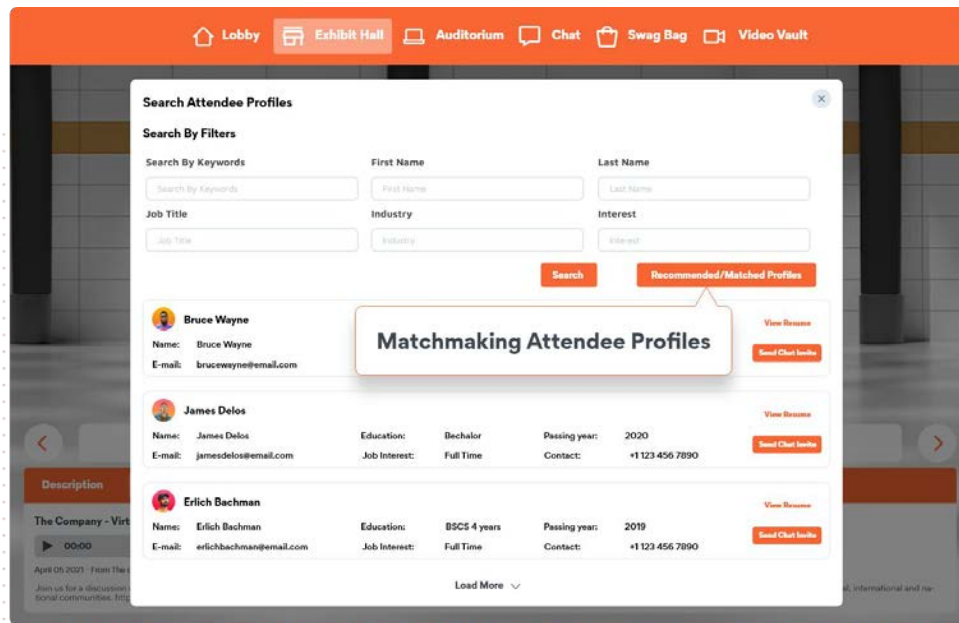 Lobby Exhibit Hall Auditorium Chat Swag Bag Video Vault
Search Attendee Profiles
Search By Filters
Search By Keywords First Name Last Name
Search by Keywords First Name Last Name
Job Title Industry Interest
Job Title Industry Interest
Search Recommended/Matched Profiles
Matchmaking Attendee Profiles
Bruce Wayne View Resume
Name: Bruce Wayne
Send Chat Invite
E-mail: brucewayne@email.com
James Delos View Resume
Name: James Delos Education: Bechalor Passing year: 2020
Send Chat Invite
E-mail: jamesdelos@email.com Job Interest: Full Time Contact: +1 123 456 7890
Erlich Bachman View Resume
Name: Erlich Bachman Education: BSCS 4 years Passing year: 2019
Send Chat Invite
E-mail: erlichbachman@email.com Job Interest: Full Time Contact: +1 123 456 7890
Load More
Description
The Company - Virt
00:00
April 05 2021 - From The
Join us for a discussion al, international and na-
tional communities. http